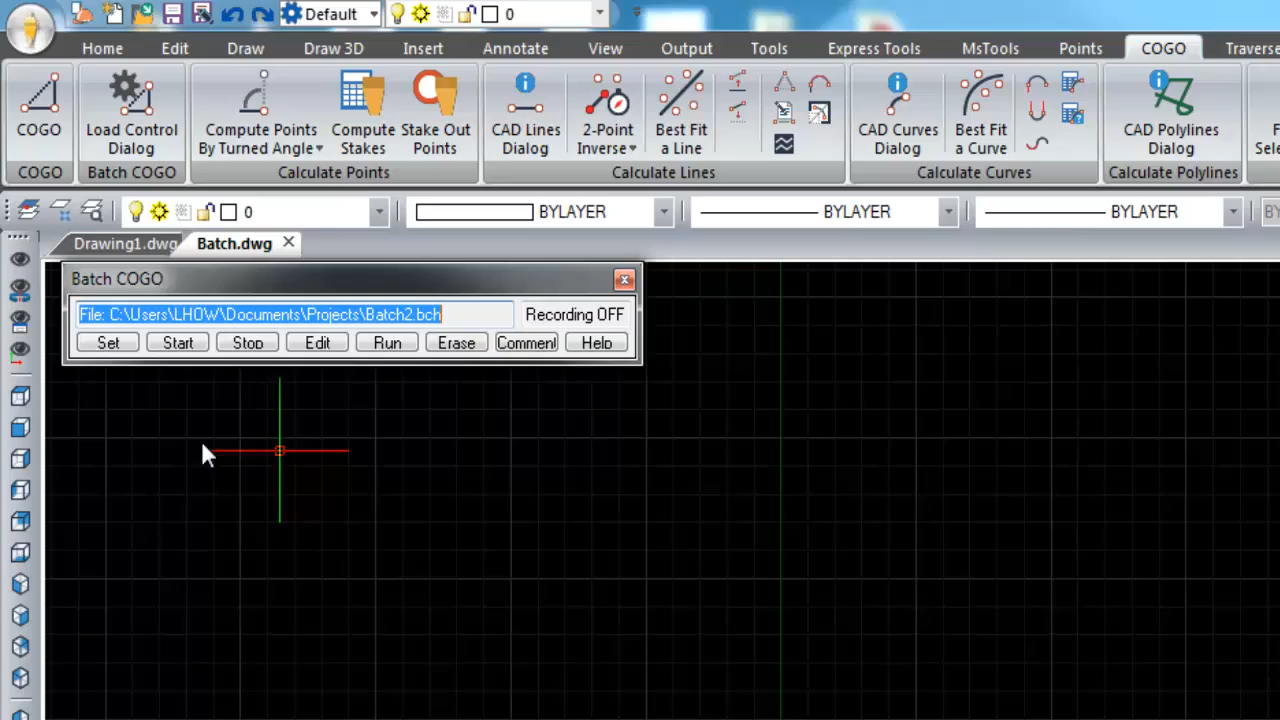 Default
0
Home Edit Draw Draw 3D Insert Annotate View Output Tools Express Tools MsTools Points COGO Traverse
COGO
Load Control
Dialog
Compute Points
By Turned Angle
Compute
Stakes
Stake Out
Points
CAD Lines
Dialog
2-Point
Inverse
Best Fit
a Line
CAD Curves
Dialog
Best Fit
a Curve
CAD Polylines
Dialog
COGO Batch COGO Calculate Points Calculate Lines Calculate Curves Calculate Polylines
0 BYLAYER BYLAYER BYLAYER
Drawing1.dwg Batch.dwg
Batch COGO
File: C:\Users\LHOW\Documents\Projects\Batch2.bch Recording OFF
Set Start Stop Edit Run Erase Comment Help